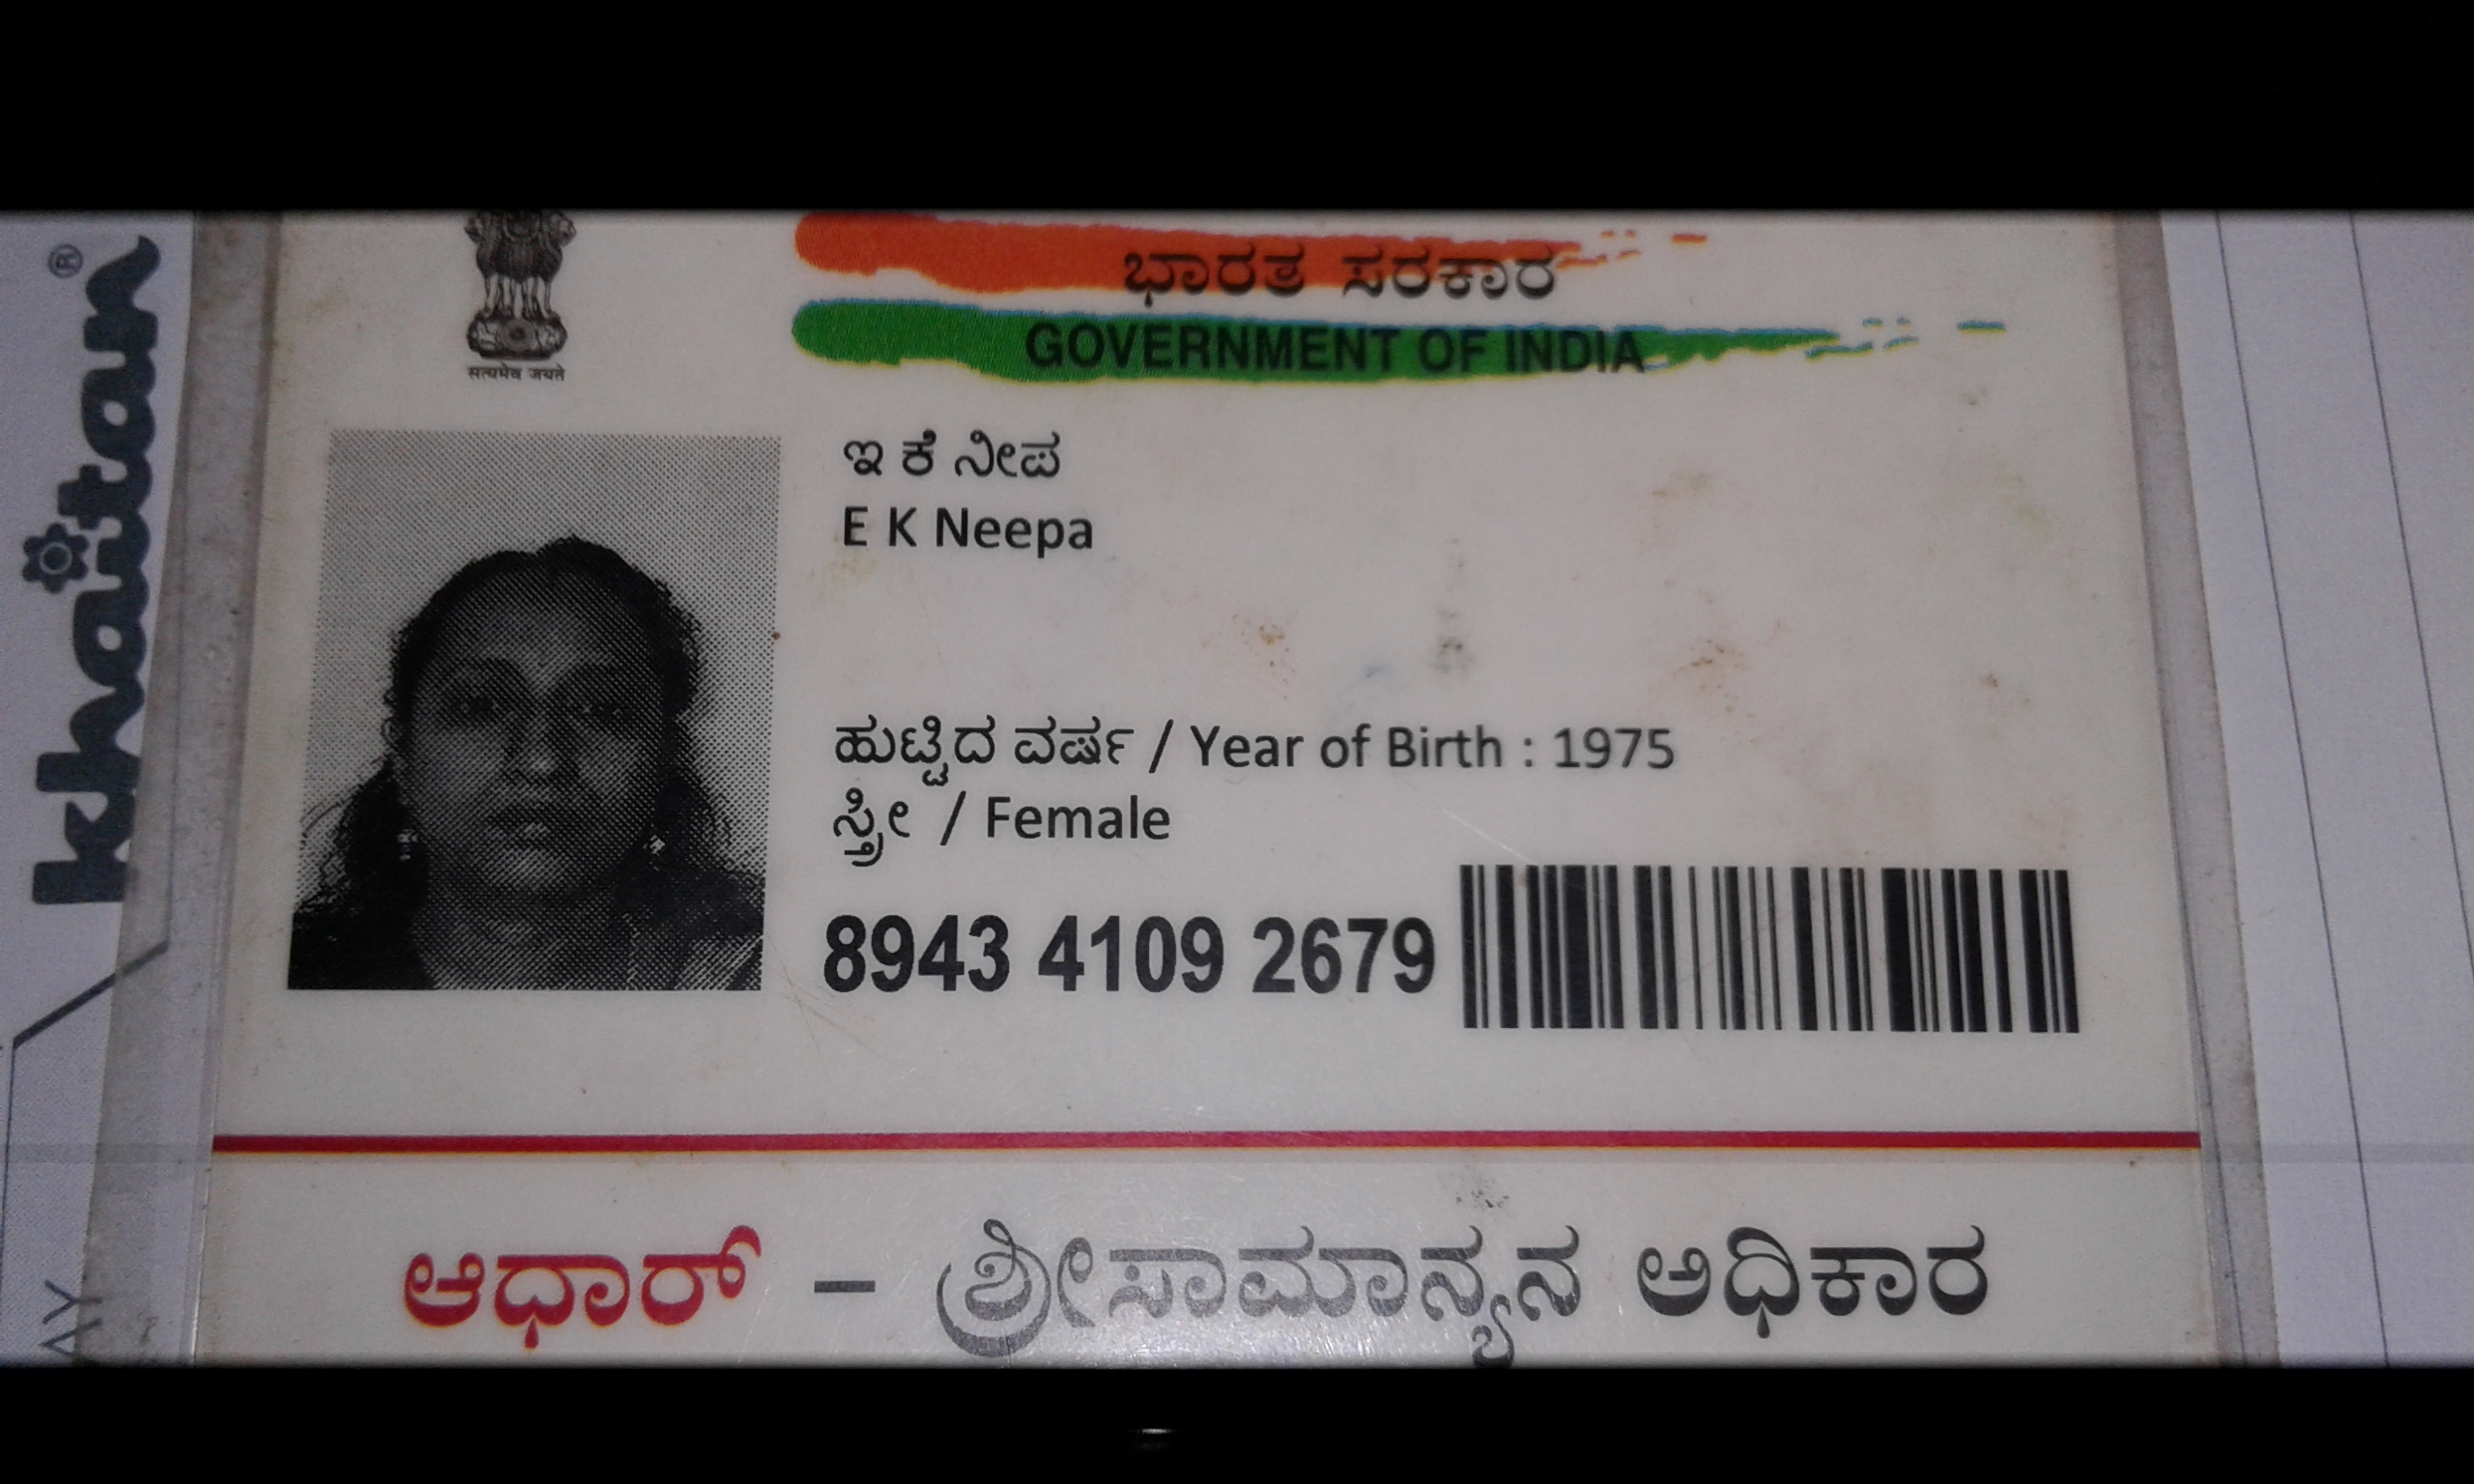 सत्यमेव जयते
ಭಾರತ ಸರಕಾರ
GOVERNMENT OF INDIA
ಇ ಕೆ ನೀಪ
E K Neepa
ಹುಟ್ಟಿದ ವರ್ಷ / Year of Birth : 1975
ಸ್ತ್ರೀ / Female
8943 4109 2679
ಆಧಾರ್ – ಶ್ರೀಸಾಮಾನ್ಯನ ಅಧಿಕಾರ
khaitan®
AY